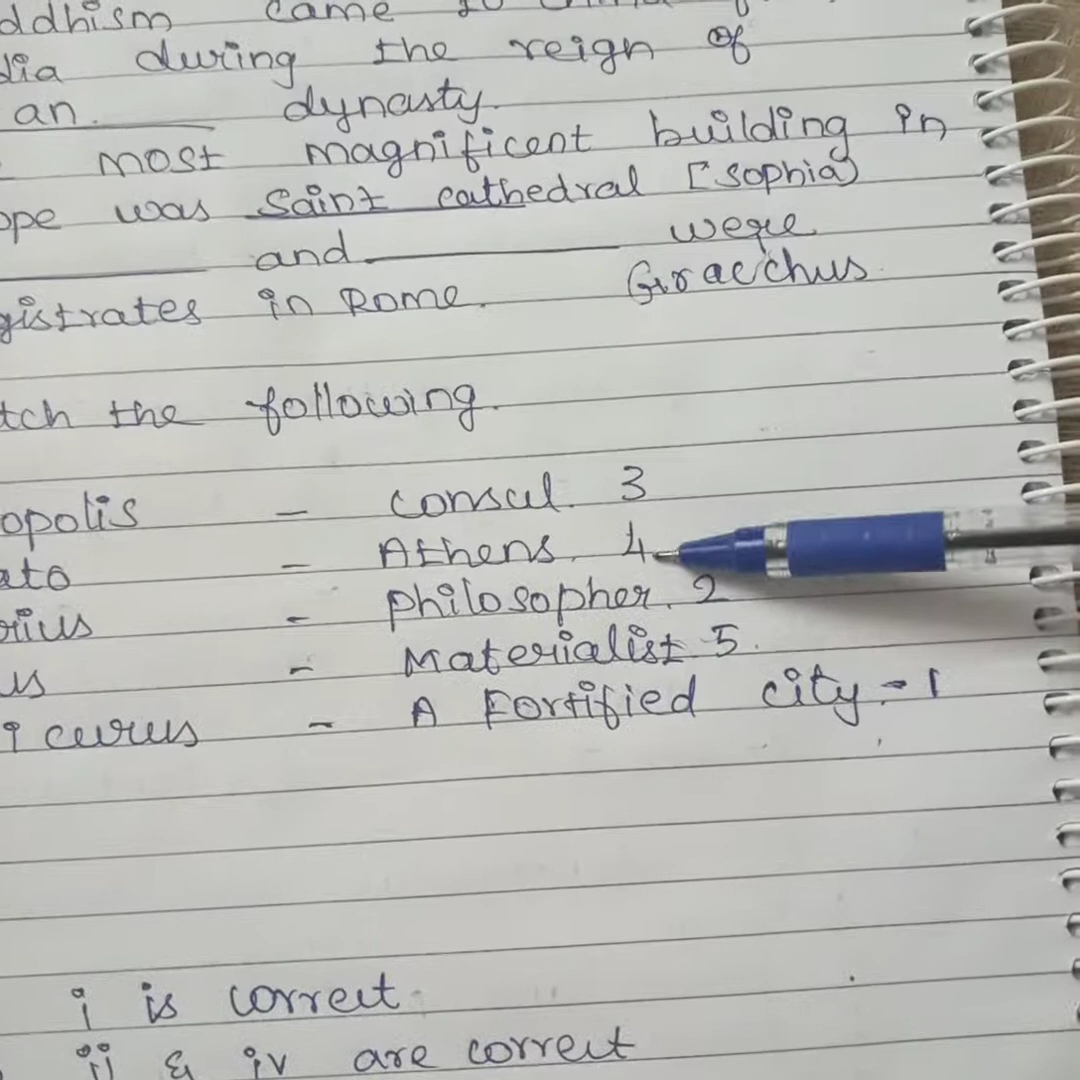 ddhism came to
dia during the reign of
an. dynasty.
most magnificent building in
ope was Saint cathedral [Sophia)
and were
gistrates in Rome. Gracchus.
tch the following.
opolis - Consul. 3
ato - Athens. 4
rius - Philosopher. 2
us - Materialist 5.
icurus - A Fortified city - 1
i is correct.
ii & iv are correct